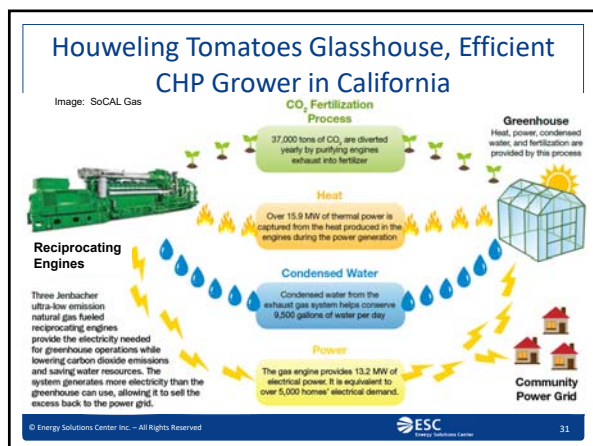 Houweling Tomatoes Glasshouse, Efficient
CHP Grower in California
Image: SoCAL Gas
CO2 Fertilization
Process
37,000 tons of CO2 are diverted
yearly by purifying engines
exhaust into fertilizer
Greenhouse
Heat, power, condensed
water, and fertilization are
provided by this process
Heat
Over 15.9 MW of thermal power is
captured from the heat produced in the
engines during the power generation
Reciprocating
Engines
Condensed Water
Condensed water from the
exhaust gas system helps conserve
9,500 gallons of water per day
Three Jenbacher
ultra-low emission
natural gas fueled
reciprocating engines
provide the electricity needed
for greenhouse operations while
lowering carbon dioxide emissions
and saving water resources. The
system generates more electricity than the
greenhouse can use, allowing it to sell the
excess back to the power grid.
Power
The gas engine provides 13.2 MW of
electrical power. It is equivalent to
over 5,000 homes' electrical demand.
Community
Power Grid
© Energy Solutions Center Inc. – All Rights Reserved
ESC
Energy Solutions Center
31